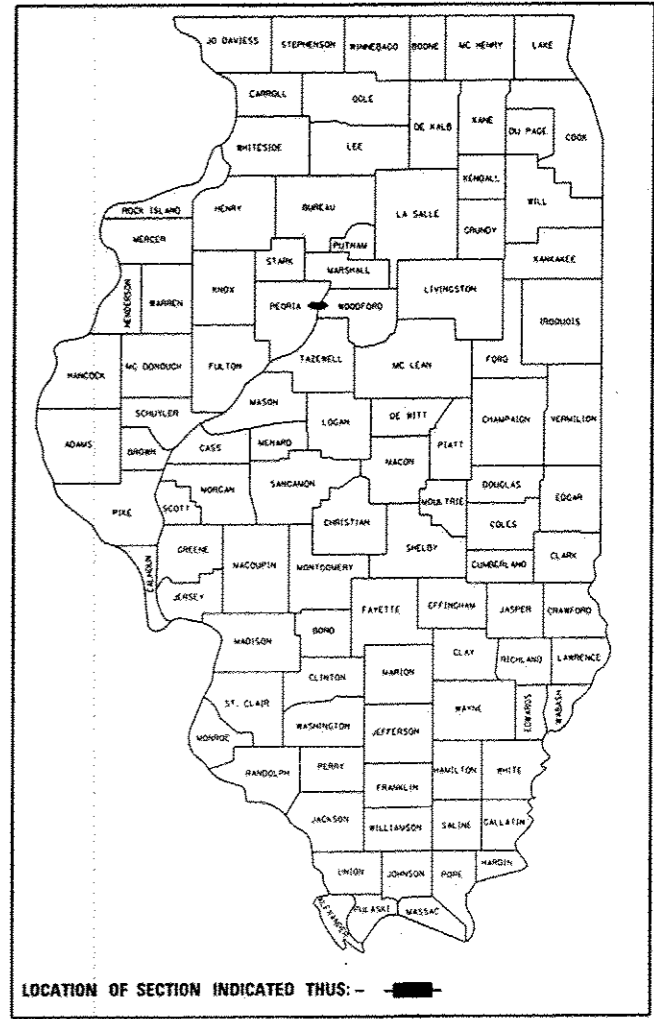 JO DAVIESS STEPHENSON WINNEBAGO BOONE MC HENRY LAKE
CARROLL OGLE DE KALB KANE DU PAGE COOK
WHITESIDE LEE
KENDALL WILL
ROCK ISLAND HENRY BUREAU LA SALLE GRUNDY
MERCER PUTNAM KANKAKEE
STARK MARSHALL
HENDERSON WARREN KNOX PEORIA WOODFORD LIVINGSTON IROQUOIS
HANCOCK MC DONOUGH FULTON TAZEWELL MC LEAN FORD
SCHUYLER MASON LOGAN DE WITT CHAMPAIGN VERMILION
ADAMS BROWN CASS MENARD MACON PIATT
PIKE SCOTT MORGAN SANGAMON CHRISTIAN MOULTRIE DOUGLAS EDGAR
COLES
CALHOUN GREENE MACOUPIN MONTGOMERY SHELBY CUMBERLAND CLARK
JERSEY
MADISON BOND FAYETTE EFFINGHAM JASPER CRAWFORD
CLINTON MARION CLAY RICHLAND LAWRENCE
ST. CLAIR WASHINGTON JEFFERSON WAYNE EDWARDS WABASH
MONROE
RANDOLPH PERRY FRANKLIN HAMILTON WHITE
JACKSON WILLIAMSON SALINE GALLATIN
UNION JOHNSON POPE HARDIN
ALEXANDER PULASKI MASSAC
LOCATION OF SECTION INDICATED THUS: -